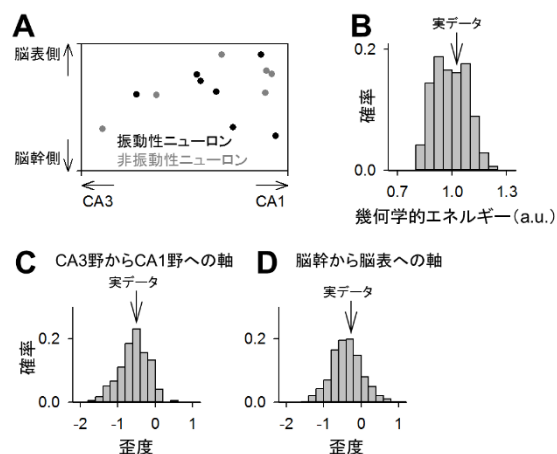 A
脳表側
脳幹側
振動性ニューロン
非振動性ニューロン
CA3
CA1
B
実データ
0.2
確率
0.0
0.7
1.0
1.3
幾何学的エネルギー(a.u.)
C
CA3野からCA1野への軸
実データ
確率
0.2
0.0
-2
-1
0
1
歪度
D
脳幹から脳表への軸
実データ
0.2
0.0
-2
-1
0
1
歪度